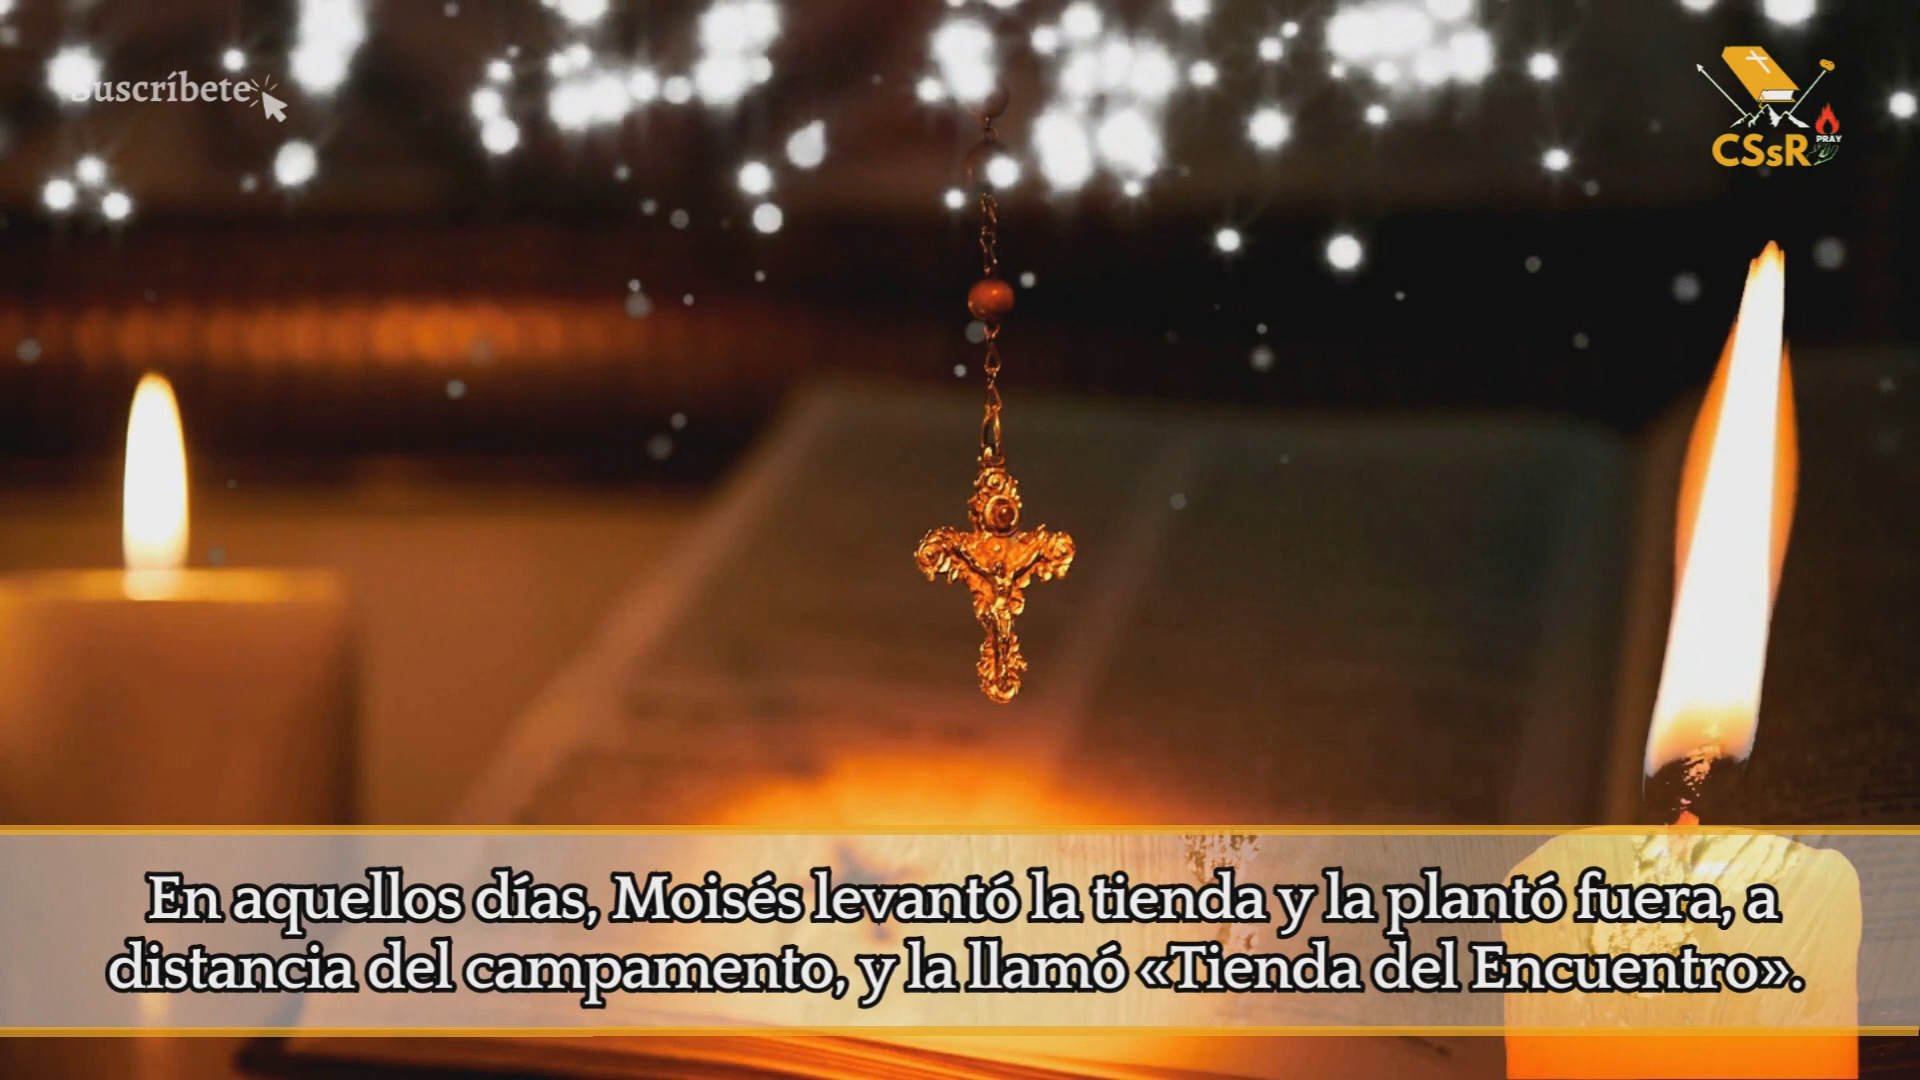 Suscríbete
CSsR
PRAY
En aquellos días, Moisés levantó la tienda y la plantó fuera, a
distancia del campamento, y la llamó «Tienda del Encuentro».